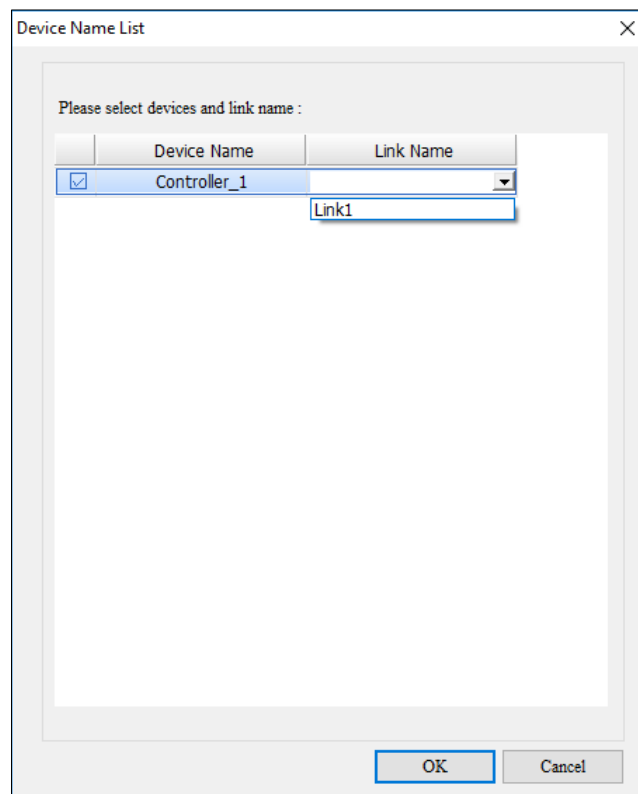 Device Name List
Please select devices and link name :
Device Name Link Name
Controller_1
Link1
OK Cancel